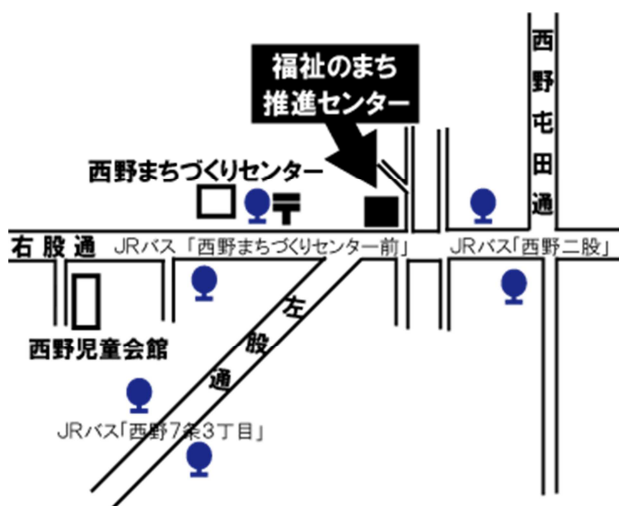 福祉のまち
推進センター
西野屯田通
西野まちづくりセンター
〒
右股通
JRバス「西野まちづくりセンター前」
JRバス「西野二股」
左股通
西野児童会館
JRバス「西野7条3丁目」